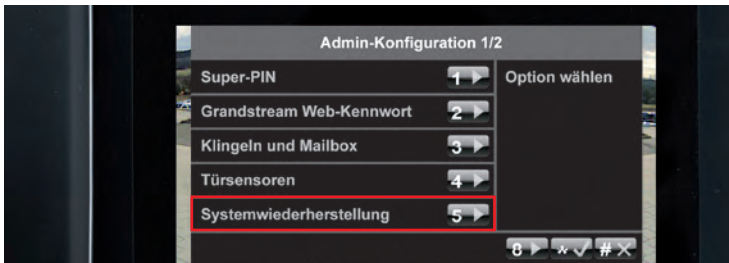 Admin-Konfiguration 1/2
Super-PIN 1
Option wählen
Grandstream Web-Kennwort 2
Klingeln und Mailbox 3
Türsensoren 4
Systemwiederherstellung 5
8 * #